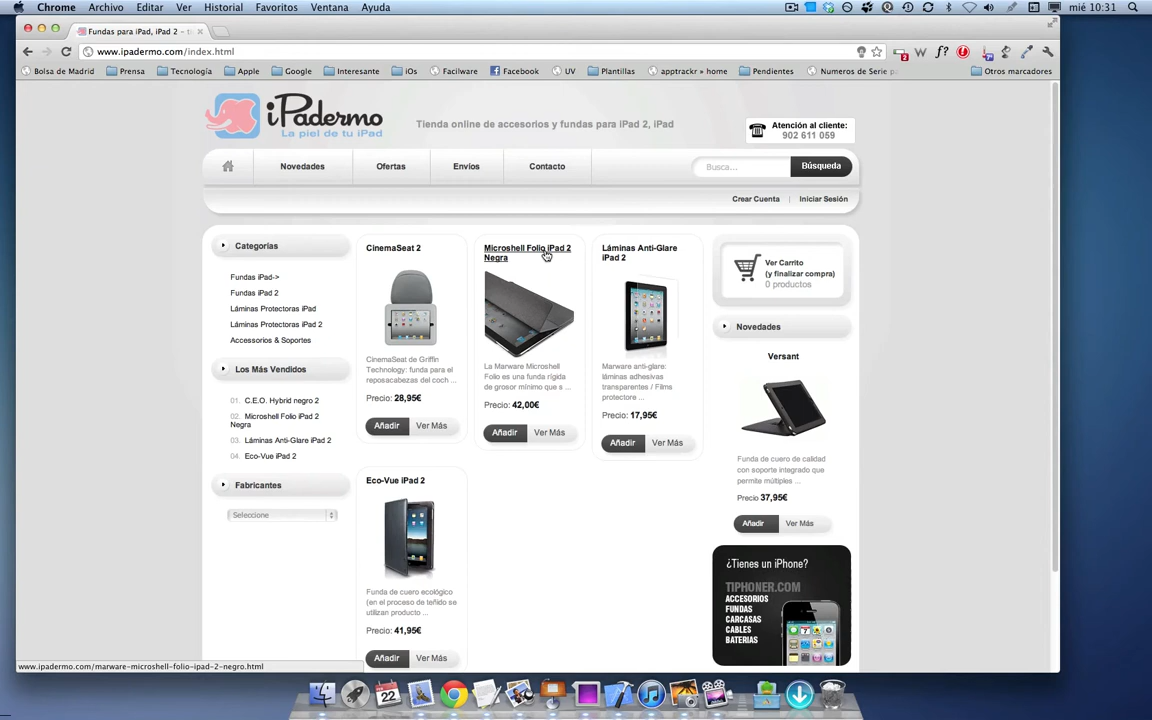 Chrome Archivo Editar Ver Historial Favoritos Ventana Ayuda
mié 10:31
Fundas para iPad, iPad 2 – ti
www.ipadermo.com/index.html
Bolsa de Madrid Prensa Tecnología Apple Google Interesante iOs Facilware Facebook UV Plantillas apptrackr » home Pendientes Numeros de Serie pa Otros marcadores
iPadermo
La piel de tu iPad
Tienda online de accesorios y fundas para iPad 2, iPad
Atención al cliente:
902 611 059
Novedades Ofertas Envíos Contacto
Busca...
Búsqueda
Crear Cuenta | Iniciar Sesión
Categorías
Fundas iPad->
Fundas iPad 2
Láminas Protectoras iPad
Láminas Protectoras iPad 2
Accessorios & Soportes
Los Más Vendidos
01. C.E.O. Hybrid negro 2
02. Microshell Folio iPad 2
Negra
03. Láminas Anti-Glare iPad 2
04. Eco-Vue iPad 2
Fabricantes
Seleccione
CinemaSeat 2
CinemaSeat de Griffin
Technology: funda para el
reposacabezas del coch ...
Precio: 28,95€
Añadir Ver Más
Microshell Folio iPad 2
Negra
La Marware Microshell
Folio es una funda rígida
de grosor mínimo que s ...
Precio: 42,00€
Añadir Ver Más
Láminas Anti-Glare
iPad 2
Marware anti-glare:
láminas adhesivas
transparentes / Films
protectore ...
Precio: 17,95€
Añadir Ver Más
Eco-Vue iPad 2
Funda de cuero ecológico
(en el proceso de teñido se
utilizan producto ...
Precio: 41,95€
Añadir Ver Más
Ver Carrito
(y finalizar compra)
0 productos
Novedades
Versant
Funda de cuero de calidad
con soporte integrado que
permite múltiples ...
Precio 37,95€
Añadir Ver Más
¿Tienes un iPhone?
TIPHONER.COM
ACCESORIOS
FUNDAS
CARCASAS
CABLES
BATERIAS
www.ipadermo.com/marware-microshell-folio-ipad-2-negro.html
22